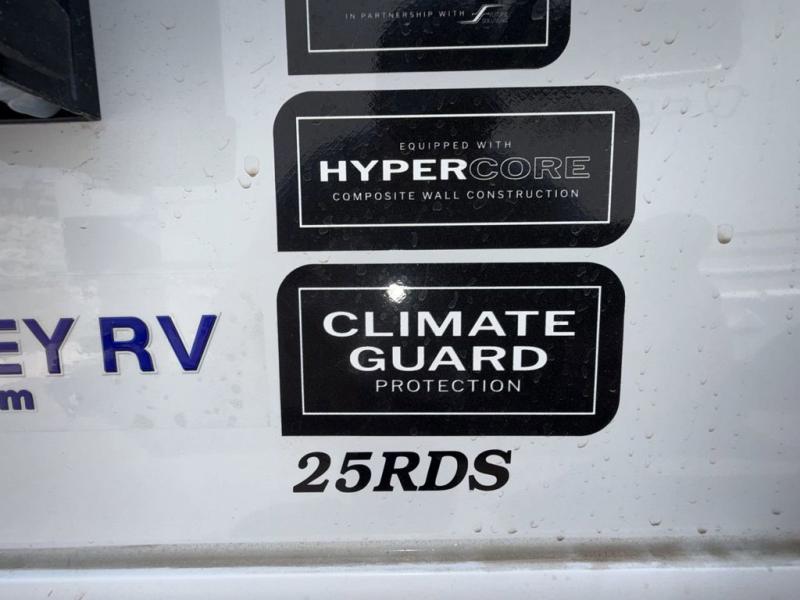 IN PARTNERSHIP WITH
EQUIPPED WITH
HYPERCORE
COMPOSITE WALL CONSTRUCTION
CLIMATE
GUARD
PROTECTION
EY RV
m
25RDS